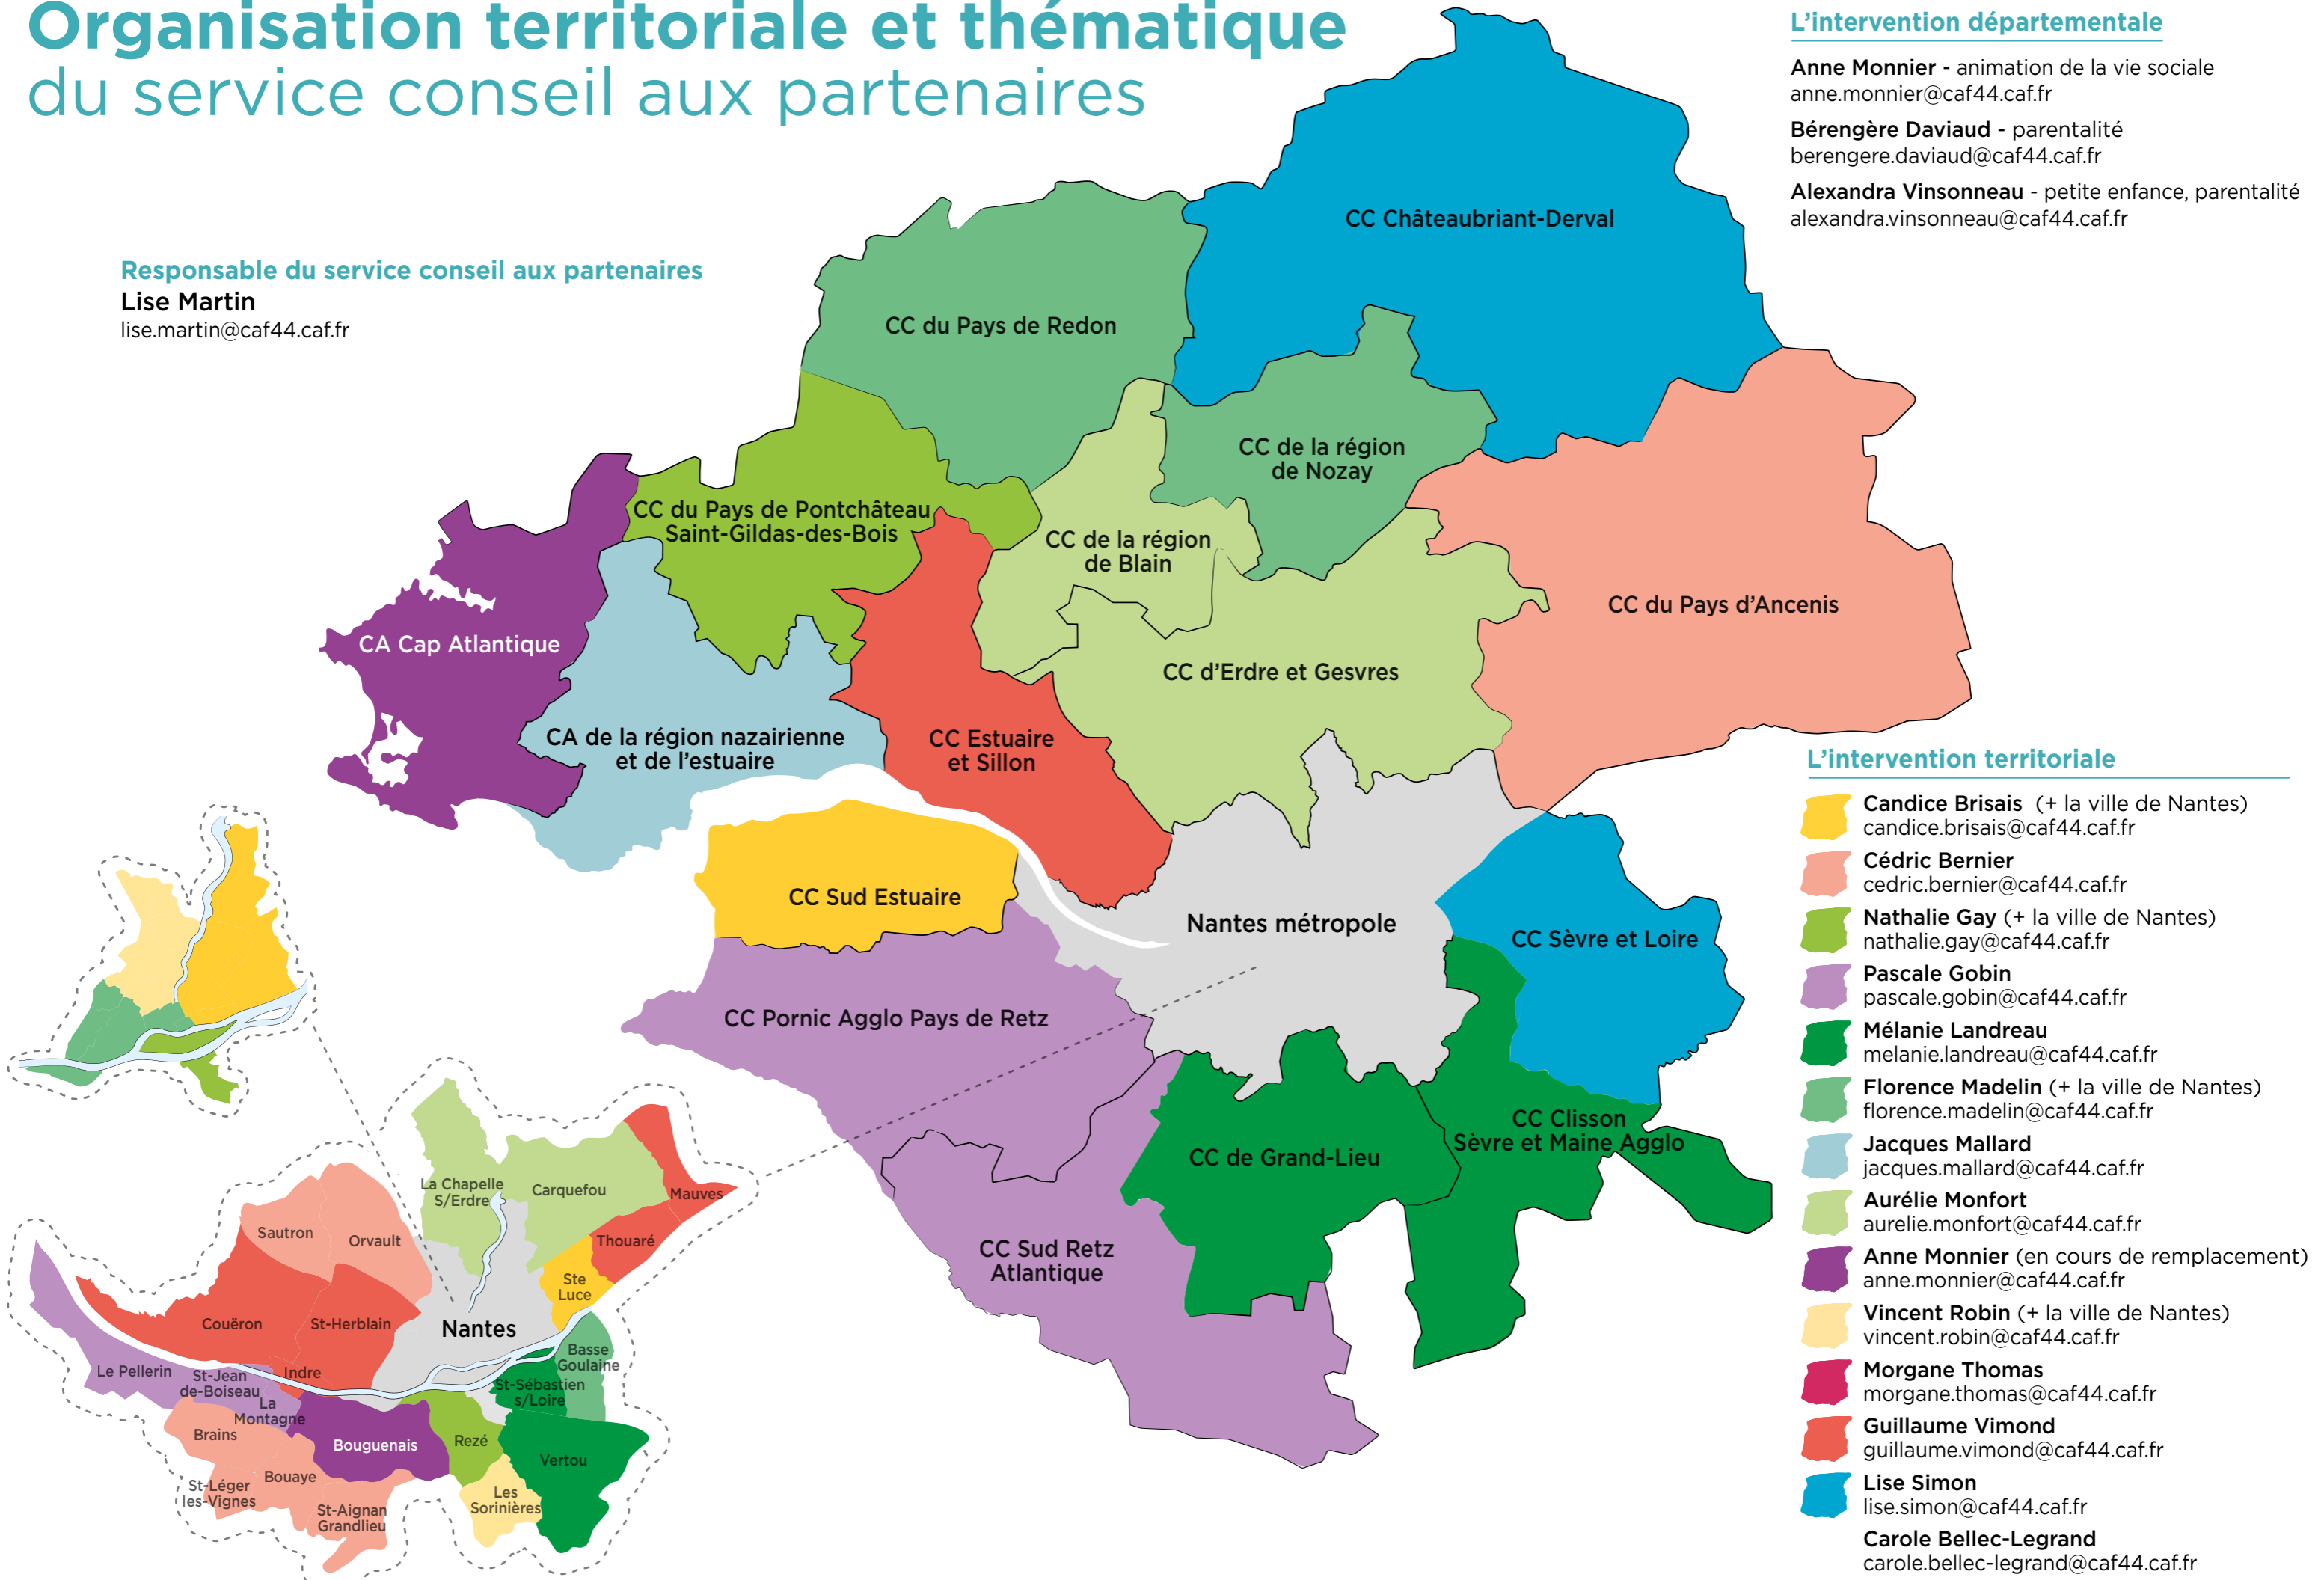 Organisation territoriale et thématique
du service conseil aux partenaires
Responsable du service conseil aux partenaires
Lise Martin
lise.martin@caf44.caf.fr
L'intervention départementale
Anne Monnier - animation de la vie sociale
anne.monnier@caf44.caf.fr
Bérengère Daviaud - parentalité
berengere.daviaud@caf44.caf.fr
Alexandra Vinsonneau - petite enfance, parentalité
alexandra.vinsonneau@caf44.caf.fr
CC Châteaubriant-Derval
CC du Pays de Redon
CC de la région
de Nozay
CC du Pays de Pontchâteau
Saint-Gildas-des-Bois
CC de la région
de Blain
CC du Pays d'Ancenis
CA Cap Atlantique
CC d'Erdre et Gesvres
CA de la région nazairienne
et de l'estuaire
CC Estuaire
et Sillon
CC Sud Estuaire
Nantes métropole
CC Sèvre et Loire
CC Pornic Agglo Pays de Retz
CC Clisson
Sèvre et Maine Agglo
CC de Grand-Lieu
CC Sud Retz
Atlantique
La Chapelle
S/Erdre
Carquefou
Mauves
Sautron
Orvault
Thouaré
Ste
Luce
Couëron
St-Herblain
Nantes
Basse
Goulaine
Le Pellerin
St-Jean
de-Boiseau
Indre
St-Sébastien
s/Loire
La
Montagne
Brains
Bouguenais
Rezé
Vertou
Bouaye
St-Léger
les-Vignes
Les
Sorinières
St-Aignan
Grandlieu
L'intervention territoriale
Candice Brisais (+ la ville de Nantes)
candice.brisais@caf44.caf.fr
Cédric Bernier
cedric.bernier@caf44.caf.fr
Nathalie Gay (+ la ville de Nantes)
nathalie.gay@caf44.caf.fr
Pascale Gobin
pascale.gobin@caf44.caf.fr
Mélanie Landreau
melanie.landreau@caf44.caf.fr
Florence Madelin (+ la ville de Nantes)
florence.madelin@caf44.caf.fr
Jacques Mallard
jacques.mallard@caf44.caf.fr
Aurélie Monfort
aurelie.monfort@caf44.caf.fr
Anne Monnier (en cours de remplacement)
anne.monnier@caf44.caf.fr
Vincent Robin (+ la ville de Nantes)
vincent.robin@caf44.caf.fr
Morgane Thomas
morgane.thomas@caf44.caf.fr
Guillaume Vimond
guillaume.vimond@caf44.caf.fr
Lise Simon
lise.simon@caf44.caf.fr
Carole Bellec-Legrand
carole.bellec-legrand@caf44.caf.fr